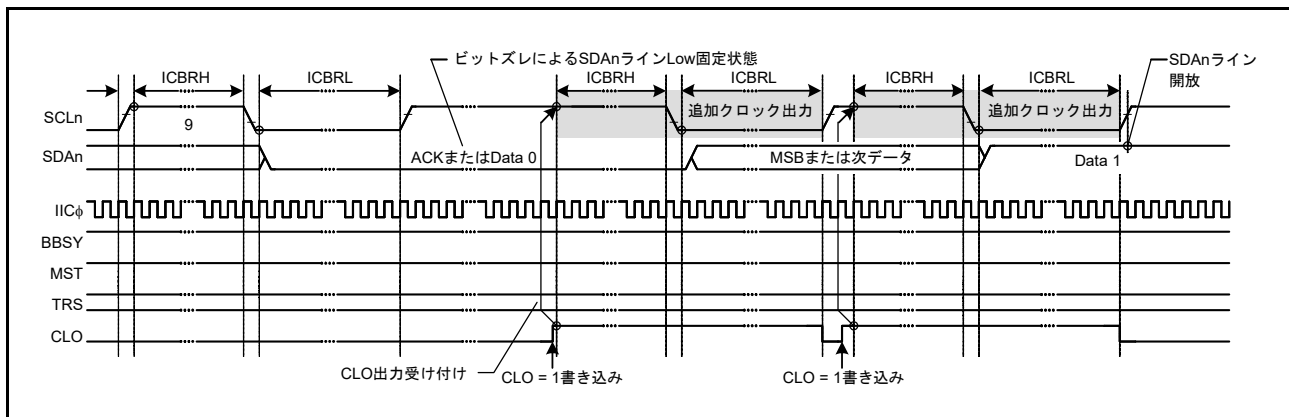 ビットズレによるSDAnラインLow固定状態
SDAnライン
開放
ICBRH
ICBRL
ICBRH
ICBRL
ICBRH
ICBRL
SCLn
9
追加クロック出力
追加クロック出力
SDAn
ACKまたはData 0
MSBまたは次データ
Data 1
IICφ
BBSY
MST
TRS
CLO
CLO出力受け付け
CLO = 1書き込み
CLO = 1書き込み